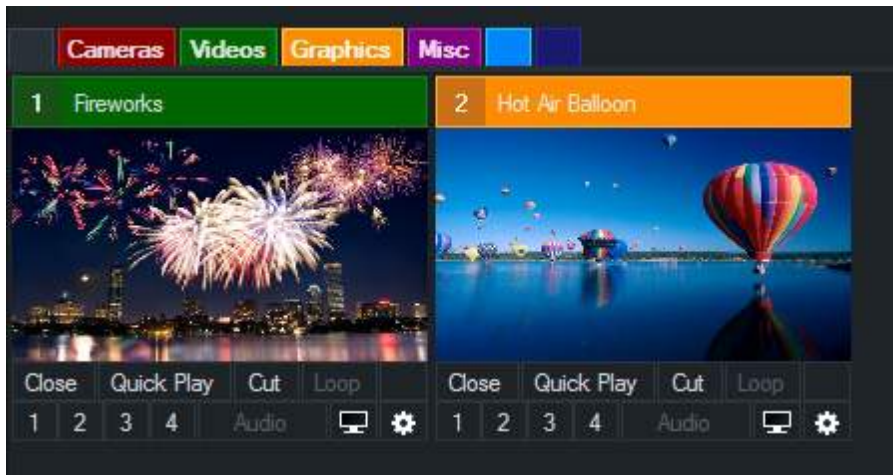 Cameras Videos Graphics Misc
1 Fireworks 2 Hot Air Balloon
Close Quick Play Cut Loop Close Quick Play Cut Loop
1 2 3 4 Audio 1 2 3 4 Audio